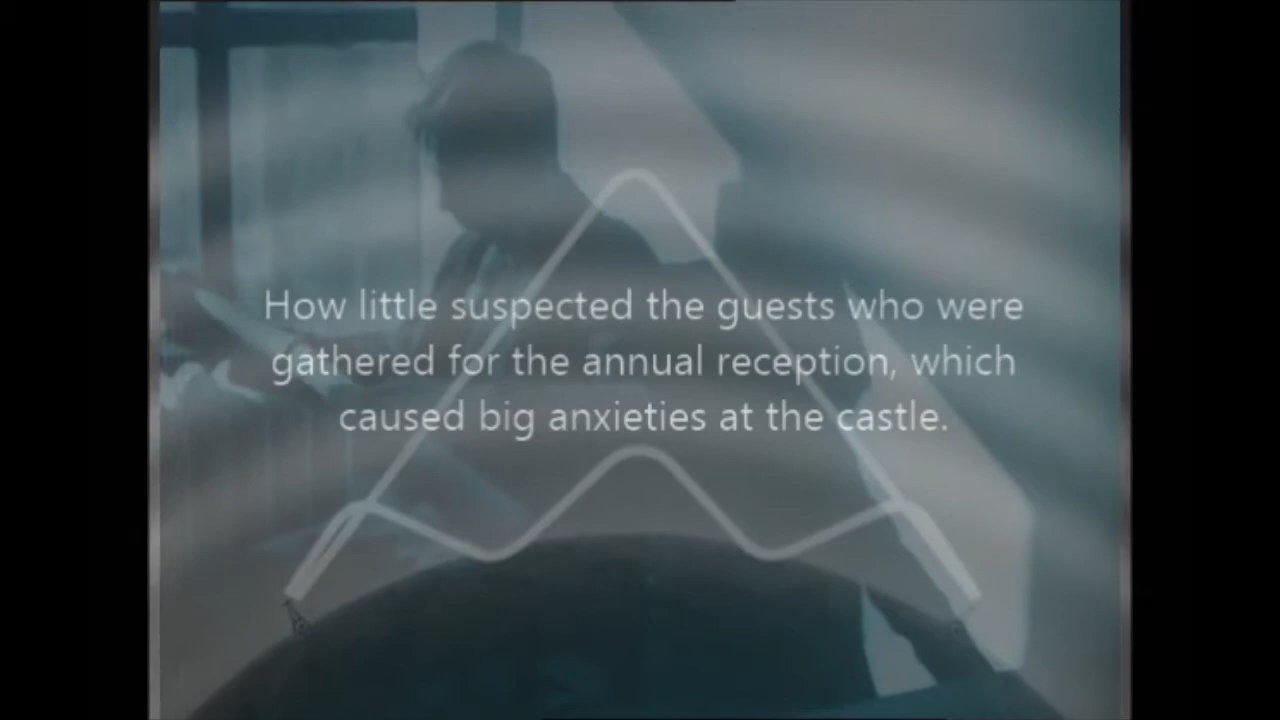 How little suspected the guests who were
gathered for the annual reception, which
caused big anxieties at the castle.